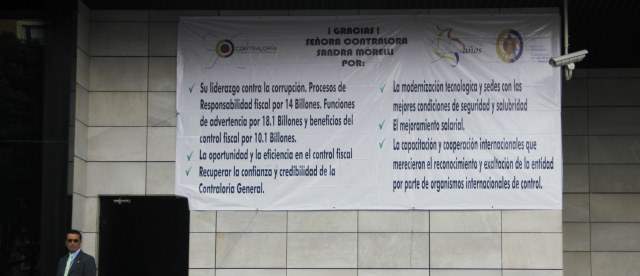 ¡ GRACIAS !
SEÑORA CONTRALORA
SANDRA MORELLI
POR:
CONTRALORÍA
años
✓ Su liderazgo contra la corrupción. Procesos de
Responsabilidad fiscal por 14 Billones. Funciones
de advertencia por 18.1 Billones y beneficios del
control fiscal por 10.1 Billones.
✓ La oportunidad y la eficiencia en el control fiscal
✓ Recuperar la confianza y credibilidad de la
Contraloría General.
✓ La modernización tecnologica y sedes con las
mejores condiciones de seguridad y salubridad
✓ El mejoramiento salarial,
✓ La capacitación y cooperación internacionales que
merecieron el reconocimiento y exaltación de la entidad
por parte de organismos internacionales de control.